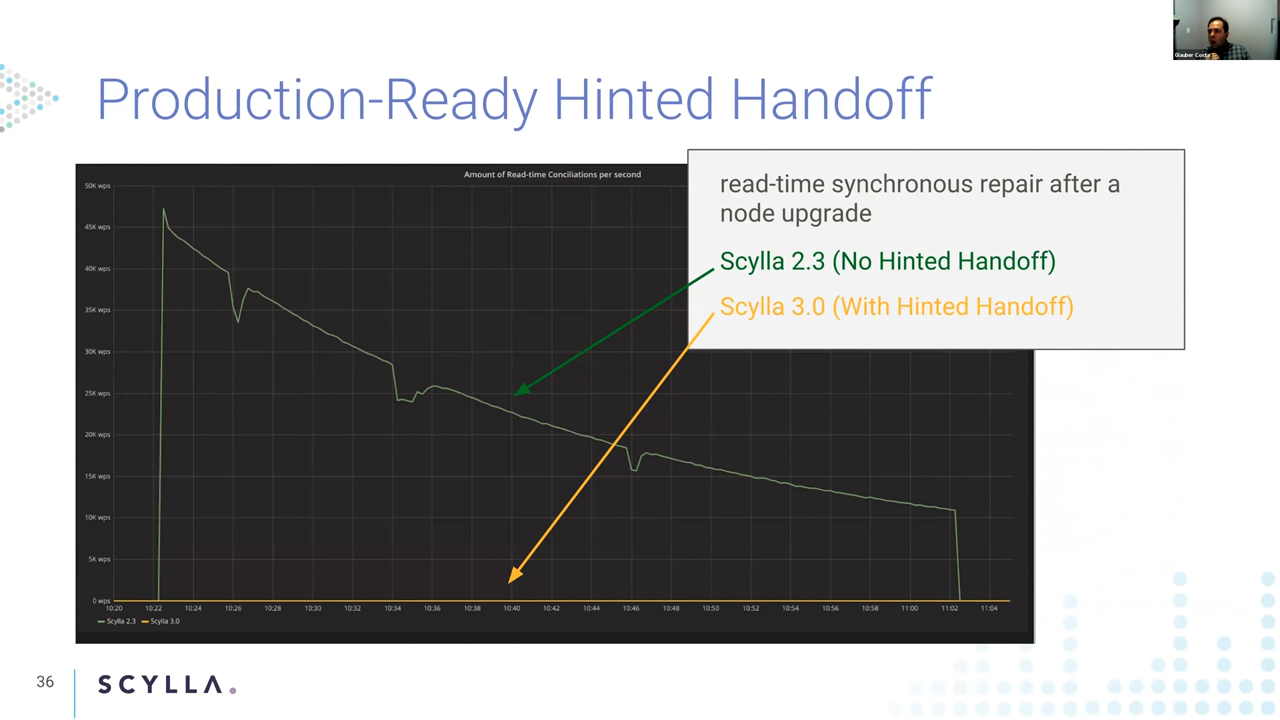 Glauber Costa
Production-Ready Hinted Handoff
Amount of Read-time Conciliations per second
read-time synchronous repair after a
node upgrade
Scylla 2.3 (No Hinted Handoff)
Scylla 3.0 (With Hinted Handoff)
50K wps
45K wps
40K wps
35K wps
30K wps
25K wps
20K wps
15K wps
10K wps
5K wps
0 wps
10:20 10:22 10:24 10:26 10:28 10:30 10:32 10:34 10:36 10:38 10:40 10:42 10:44 10:46 10:48 10:50 10:52 10:54 10:56 10:58 11:00 11:02 11:04
Scylla 2.3 Scylla 3.0
36 SCYLLA.